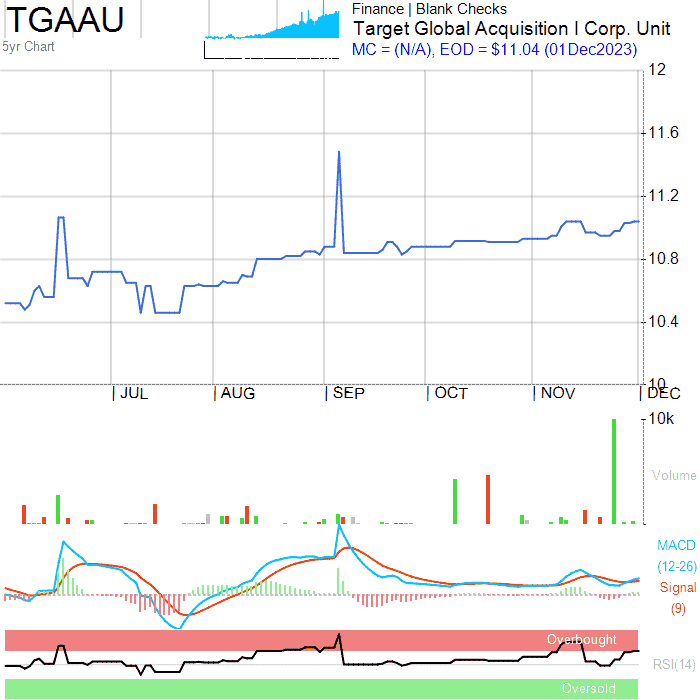 TGAAU
Finance | Blank Checks
Target Global Acquisition I Corp. Unit
5yr Chart
MC = (N/A), EOD = $11.04 (01Dec2023)
12
11.6
11.2
10.8
10.4
10
JUL AUG SEP OCT NOV DEC
10k
Volume
MACD
(12-26)
Signal
(9)
Overbought
RSI(14)
Oversold